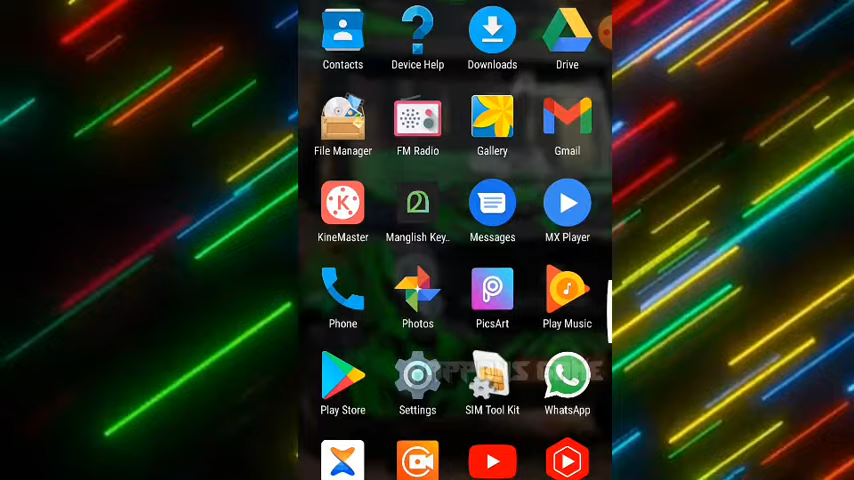 Contacts Device Help Downloads Drive
File Manager FM Radio Gallery Gmail
KineMaster Manglish Key.. Messages MX Player
Phone Photos PicsArt Play Music
Play Store Settings SIM Tool Kit WhatsApp